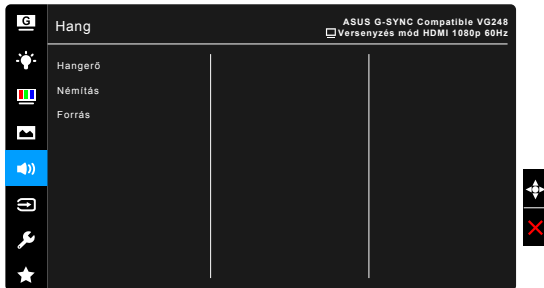 G
Hang
ASUS G-SYNC Compatible VG248
Versenyzés mód HDMI 1080p 60Hz
Hangerő
Némítás
Forrás